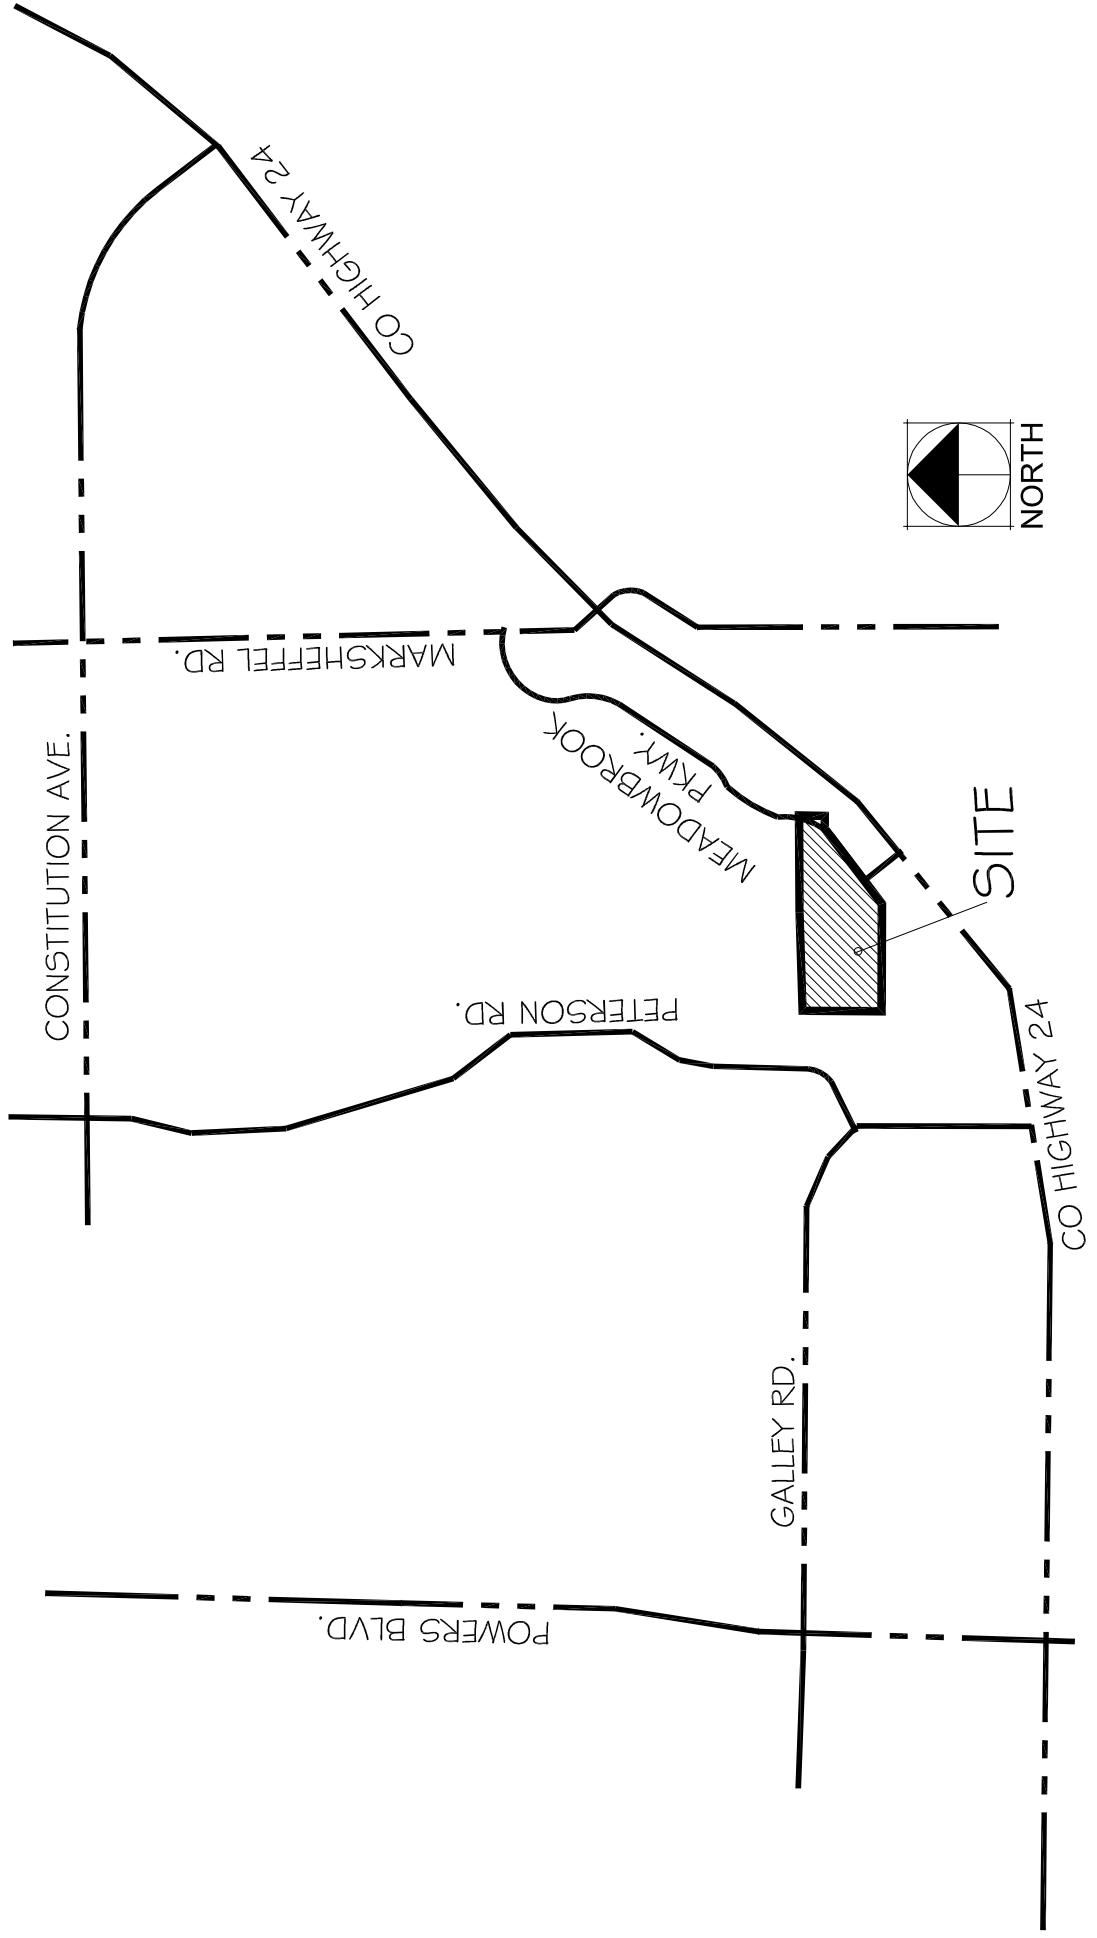 CO HIGHWAY 24
CONSTITUTION AVE.
MARKSHEFFEL RD.
NORTH
MEADOWBROOK
PKWY.
SITE
PETERSON RD.
CO HIGHWAY 24
GALLEY RD.
POWERS BLVD.